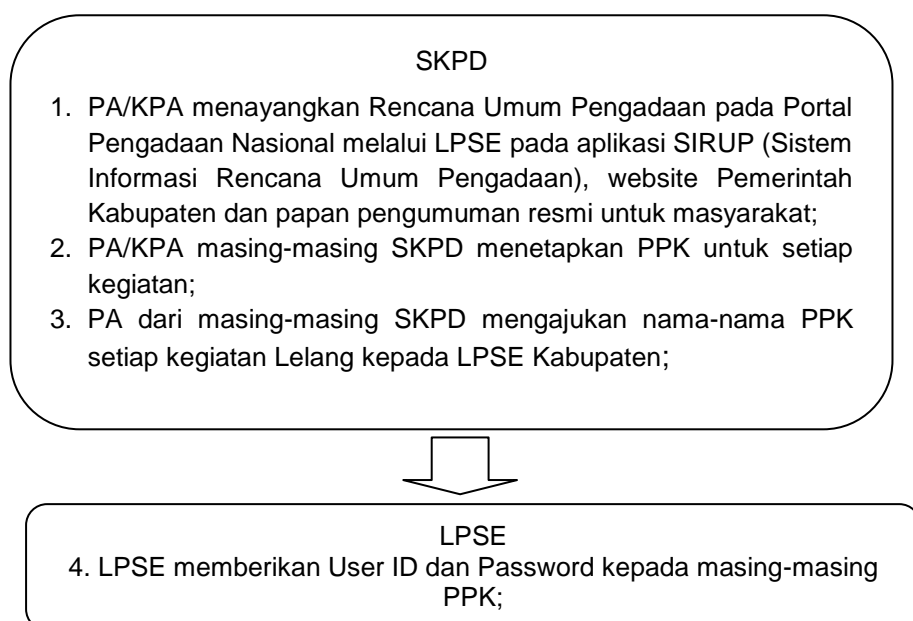 SKPD
1. PA/KPA menayangkan Rencana Umum Pengadaan pada Portal
Pengadaan Nasional melalui LPSE pada aplikasi SIRUP (Sistem
Informasi Rencana Umum Pengadaan), website Pemerintah
Kabupaten dan papan pengumuman resmi untuk masyarakat;
2. PA/KPA masing-masing SKPD menetapkan PPK untuk setiap
kegiatan;
3. PA dari masing-masing SKPD mengajukan nama-nama PPK
setiap kegiatan Lelang kepada LPSE Kabupaten;
LPSE
4. LPSE memberikan User ID dan Password kepada masing-masing
PPK;